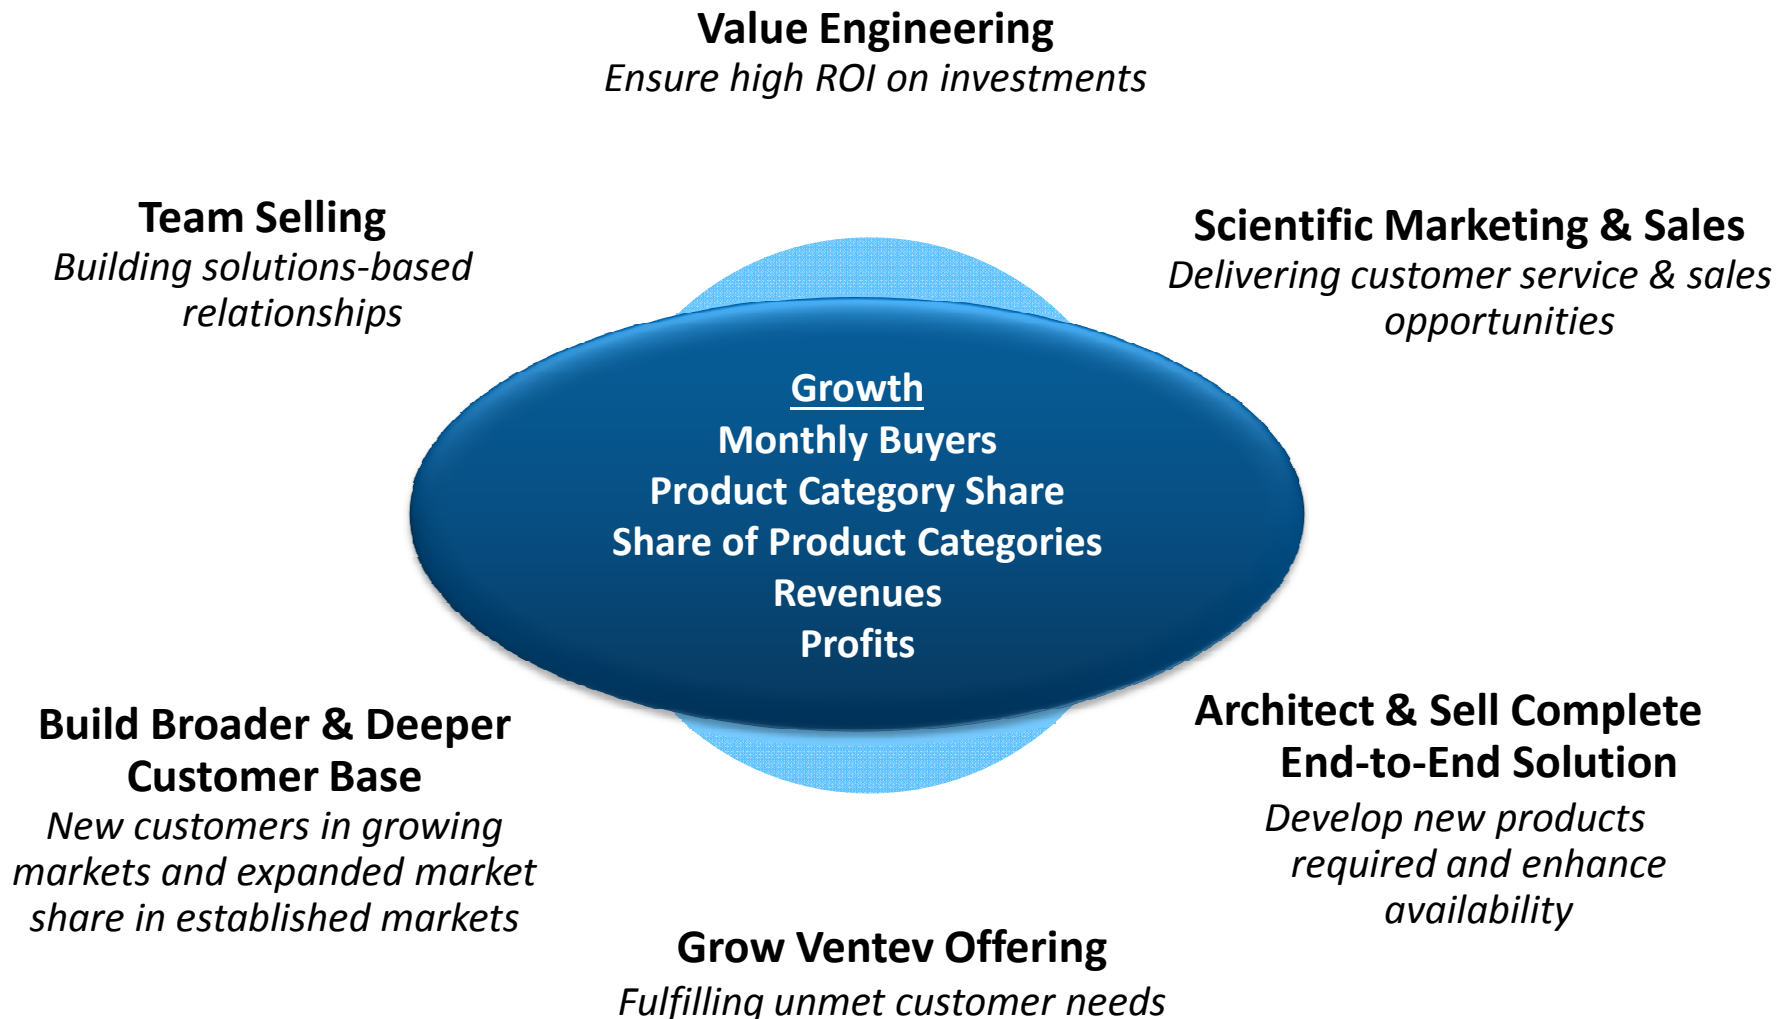 Value Engineering
Ensure high ROI on investments
Team Selling
Building solutions-based
relationships
Scientific Marketing & Sales
Delivering customer service & sales
opportunities
Growth
Monthly Buyers
Product Category Share
Share of Product Categories
Revenues
Profits
Build Broader & Deeper
Customer Base
New customers in growing
markets and expanded market
share in established markets
Architect & Sell Complete
End-to-End Solution
Develop new products
required and enhance
availability
Grow Ventev Offering
Fulfilling unmet customer needs